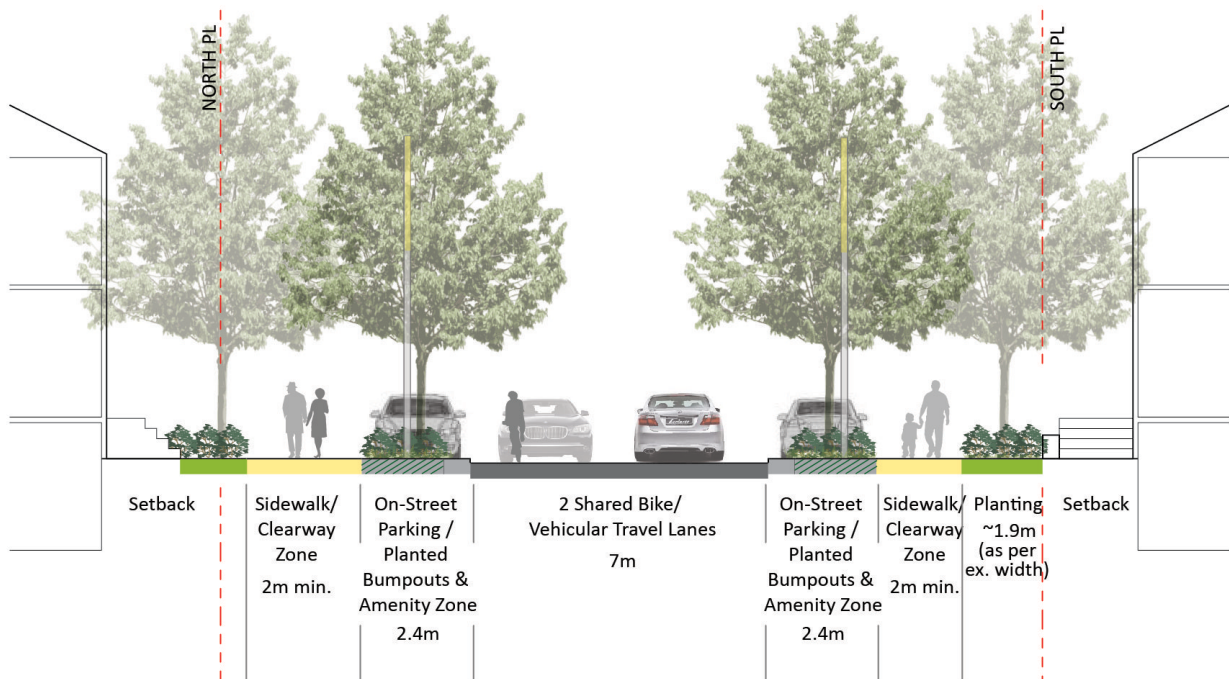 NORTH PL
SOUTH PL
Setback
Sidewalk/
Clearway
Zone
2m min.
On-Street
Parking /
Planted
Bumpouts &
Amenity Zone
2.4m
2 Shared Bike/
Vehicular Travel Lanes
7m
On-Street
Parking /
Planted
Bumpouts &
Amenity Zone
2.4m
Sidewalk/
Clearway
Zone
2m min.
Planting
~1.9m
(as per
ex. width)
Setback